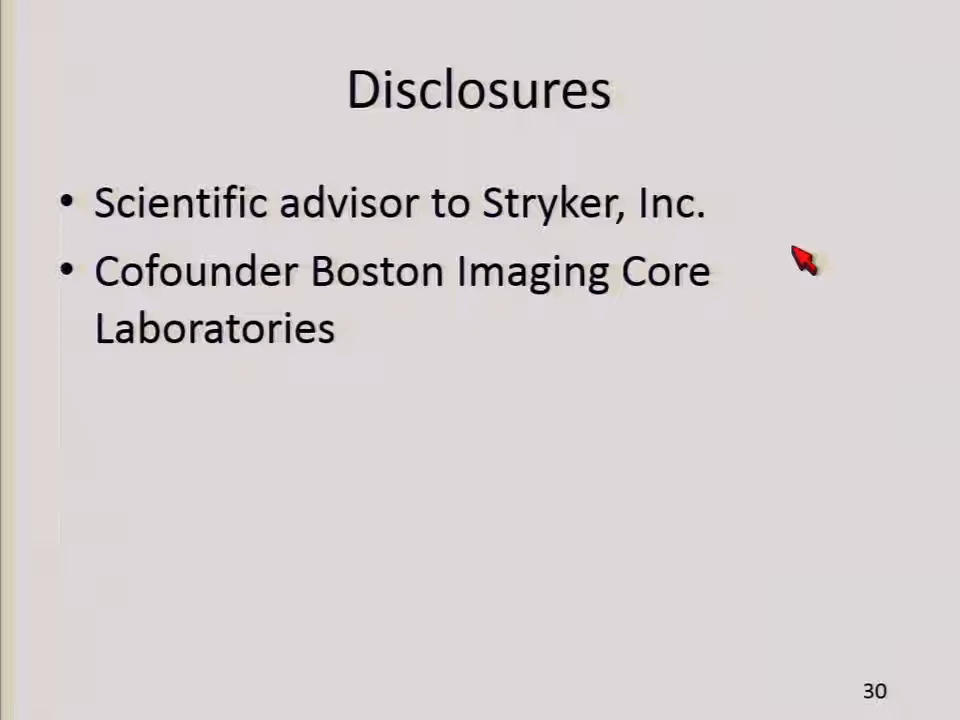 Disclosures
• Scientific advisor to Stryker, Inc.
• Cofounder Boston Imaging Core
Laboratories
30